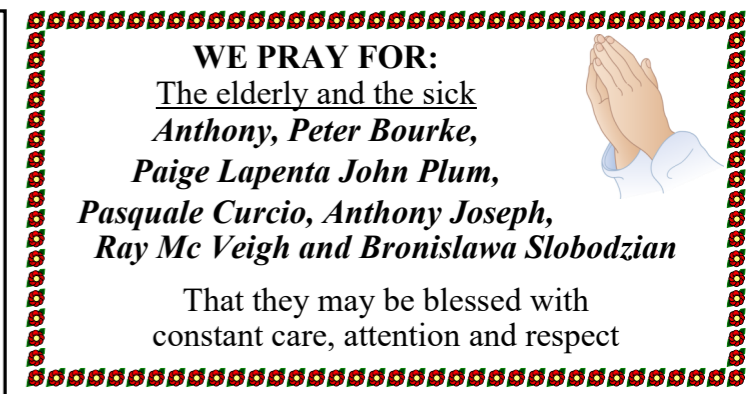 WE PRAY FOR:
The elderly and the sick
Anthony, Peter Bourke,
Paige Lapenta John Plum,
Pasquale Curcio, Anthony Joseph,
Ray Mc Veigh and Bronislawa Slobodzian
That they may be blessed with
constant care, attention and respect